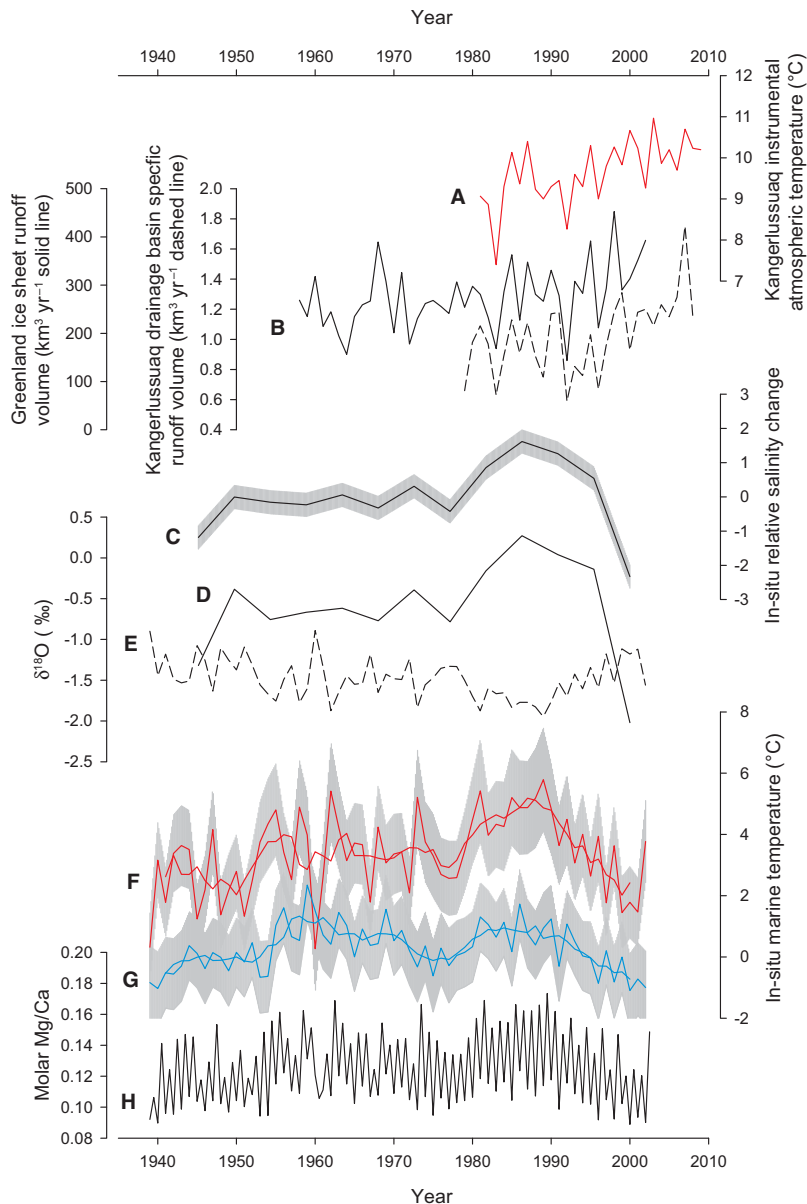 Year
1940 1950 1960 1970 1980 1990 2000 2010
12
11
10
9
8
7
Kangerlussuaq instrumental
atmospheric temperature (°C)
A
500
400
300
200
100
0
Greenland ice sheet runoff
volume (km³ yr⁻¹ solid line)
2.0
1.8
1.6
1.4
1.2
1.0
0.8
0.6
0.4
Kangerlussuaq drainage basin specfic
runoff volume (km³ yr⁻¹ dashed line)
B
3
2
1
0
-1
-2
-3
In-situ relative salinity change
C
0.5
0.0
-0.5
-1.0
-1.5
-2.0
-2.5
δ¹⁸O ( ‰)
D
E
8
6
4
2
0
-2
In-situ marine temperature (°C)
F
G
0.20
0.18
0.16
0.14
0.12
0.10
0.08
Molar Mg/Ca
H
1940 1950 1960 1970 1980 1990 2000 2010
Year